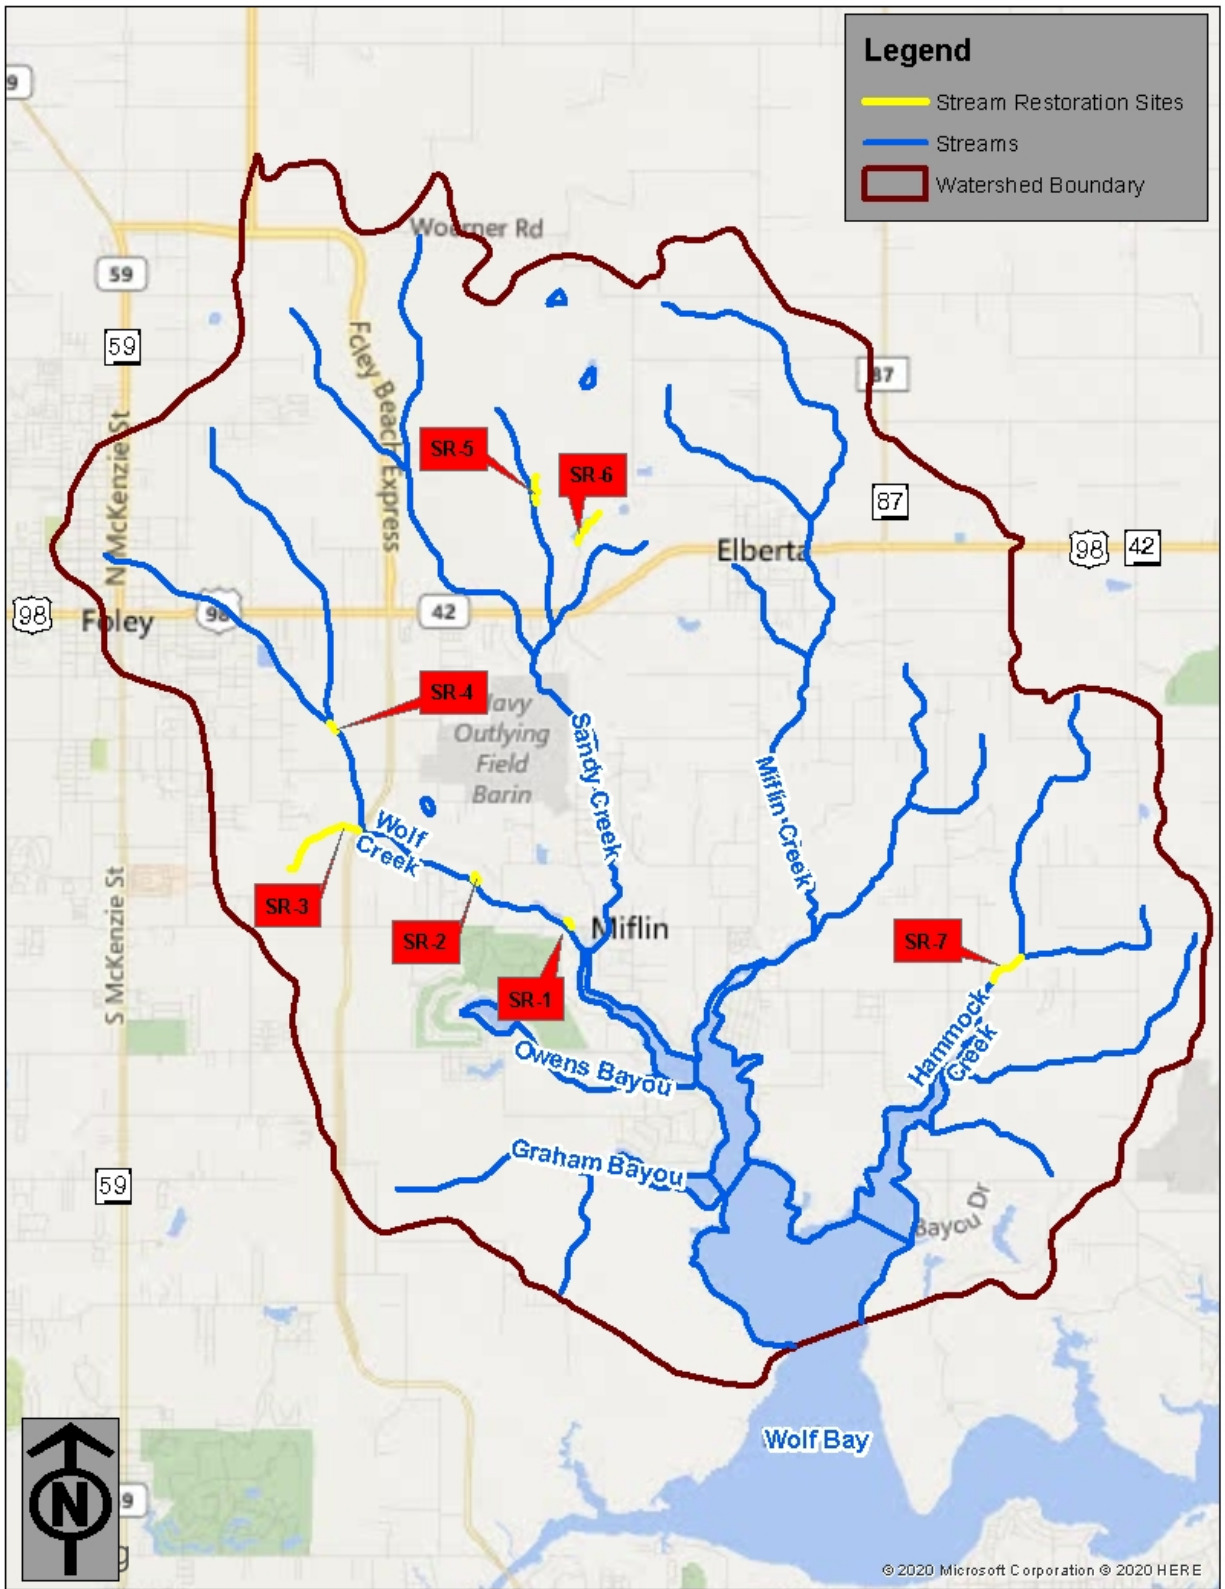 Legend
Stream Restoration Sites
Streams
Watershed Boundary
9
Woerner Rd
59
59
87
Foley Beach Express
N McKenzie St
SR-5
SR-6
87
Elberta
98
42
98
Foley
98
42
SR-4
Navy
Outlying
Field
Barin
Sandy Creek
Miflin Creek
Wolf
Creek
SR-3
SR-2
Miflin
SR-7
SR-1
S McKenzie St
Hammock
Creek
Owens Bayou
Graham Bayou
59
Bayou Dr
Wolf Bay
N
9
g
© 2020 Microsoft Corporation © 2020 HERE